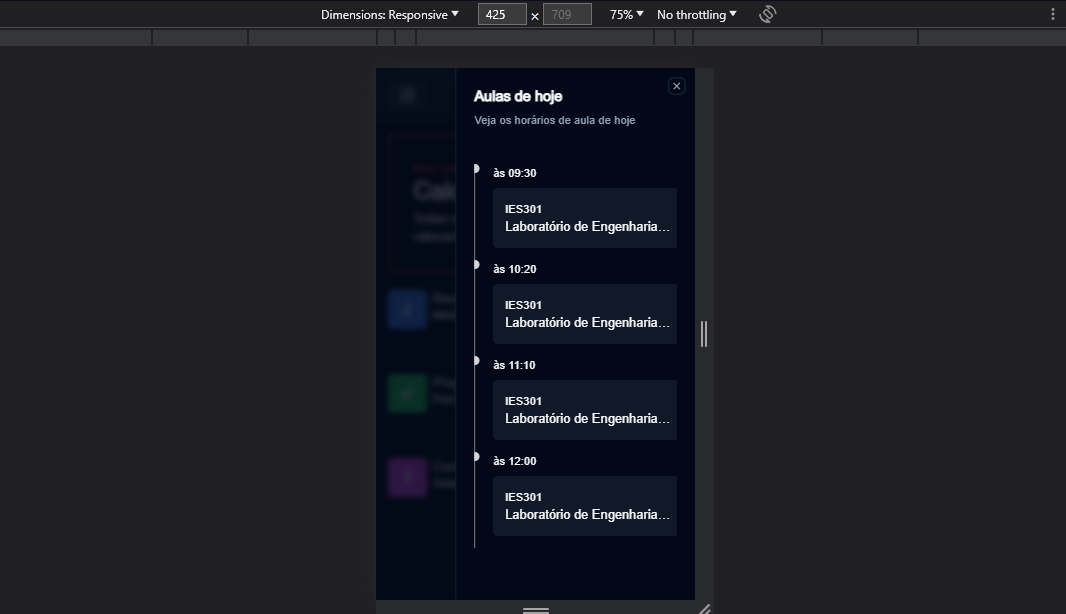 Dimensions: Responsive ▼ 425 × 709 75% ▼ No throttling ▼
Aulas de hoje
Veja os horários de aula de hoje
às 09:30
IES301
Laboratório de Engenharia...
às 10:20
IES301
Laboratório de Engenharia...
às 11:10
IES301
Laboratório de Engenharia...
às 12:00
IES301
Laboratório de Engenharia...